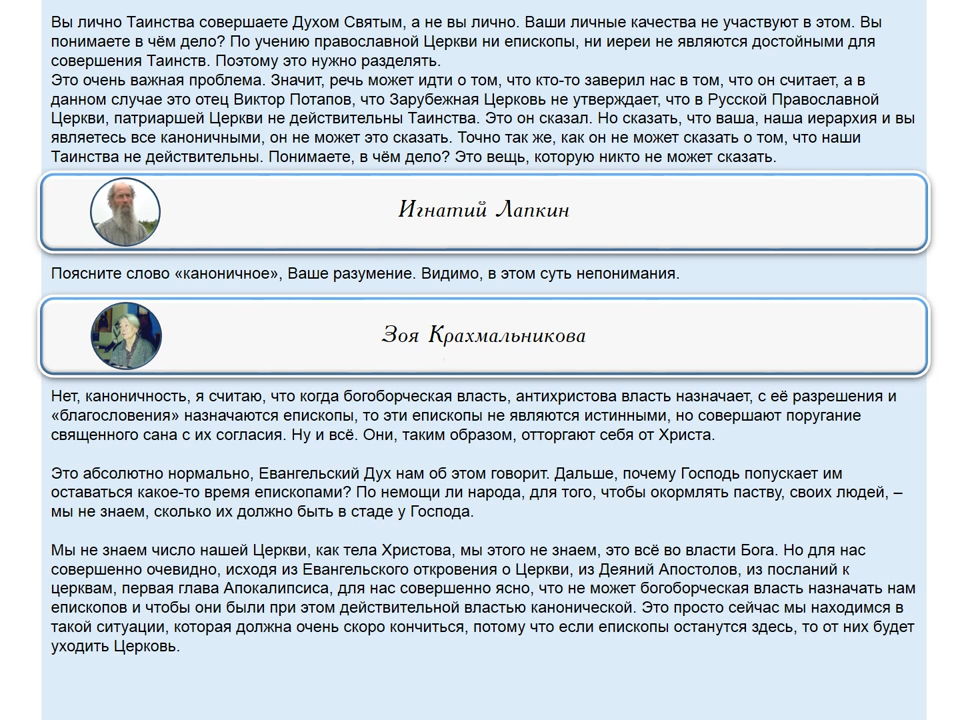 Вы лично Таинства совершаете Духом Святым, а не вы лично. Ваши личные качества не участвуют в этом. Вы
понимаете в чём дело? По учению православной Церкви ни епископы, ни иереи не являются достойными для
совершения Таинств. Поэтому это нужно разделять.
Это очень важная проблема. Значит, речь может идти о том, что кто-то заверил нас в том, что он считает, а в
данном случае это отец Виктор Потапов, что Зарубежная Церковь не утверждает, что в Русской Православной
Церкви, патриаршей Церкви не действительны Таинства. Это он сказал. Но сказать, что ваша, наша иерархия и вы
являетесь все каноничными, он не может это сказать. Точно так же, как он не может сказать о том, что наши
Таинства не действительны. Понимаете, в чём дело? Это вещь, которую никто не может сказать.
Игнатий Лапкин
Поясните слово «каноничное», Ваше разумение. Видимо, в этом суть непонимания.
Зоя Крахмальникова
Нет, каноничность, я считаю, что когда богоборческая власть, антихристова власть назначает, с её разрешения и
«благословения» назначаются епископы, то эти епископы не являются истинными, но совершают поругание
священного сана с их согласия. Ну и всё. Они, таким образом, отторгают себя от Христа.
Это абсолютно нормально, Евангельский Дух нам об этом говорит. Дальше, почему Господь попускает им
оставаться какое-то время епископами? По немощи ли народа, для того, чтобы окормлять паству, своих людей, –
мы не знаем, сколько их должно быть в стаде у Господа.
Мы не знаем число нашей Церкви, как тела Христова, мы этого не знаем, это всё во власти Бога. Но для нас
совершенно очевидно, исходя из Евангельского откровения о Церкви, из Деяний Апостолов, из посланий к
церквам, первая глава Апокалипсиса, для нас совершенно ясно, что не может богоборческая власть назначать нам
епископов и чтобы они были при этом действительной властью канонической. Это просто сейчас мы находимся в
такой ситуации, которая должна очень скоро кончиться, потому что если епископы останутся здесь, то от них будет
уходить Церковь.